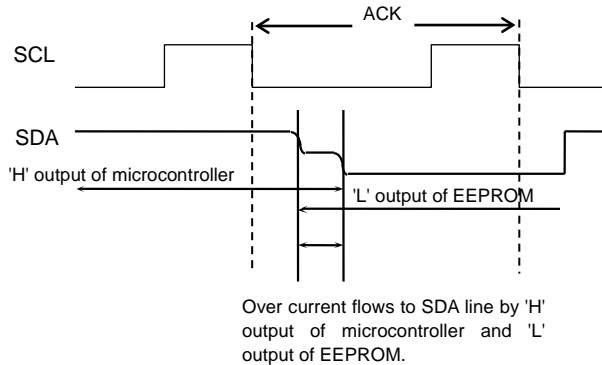 ACK
SCL
SDA
'H' output of microcontroller
'L' output of EEPROM
Over current flows to SDA line by 'H'
output of microcontroller and 'L'
output of EEPROM.